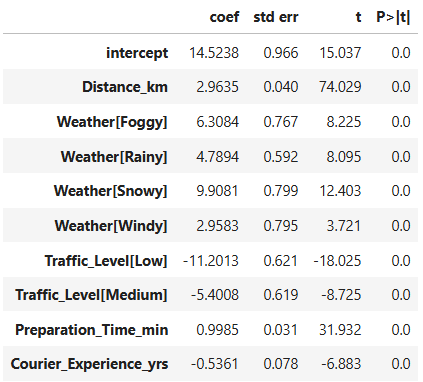 coef std err t P>|t|
intercept 14.5238 0.966 15.037 0.0
Distance_km 2.9635 0.040 74.029 0.0
Weather[Foggy] 6.3084 0.767 8.225 0.0
Weather[Rainy] 4.7894 0.592 8.095 0.0
Weather[Snowy] 9.9081 0.799 12.403 0.0
Weather[Windy] 2.9583 0.795 3.721 0.0
Traffic_Level[Low] -11.2013 0.621 -18.025 0.0
Traffic_Level[Medium] -5.4008 0.619 -8.725 0.0
Preparation_Time_min 0.9985 0.031 31.932 0.0
Courier_Experience_yrs -0.5361 0.078 -6.883 0.0